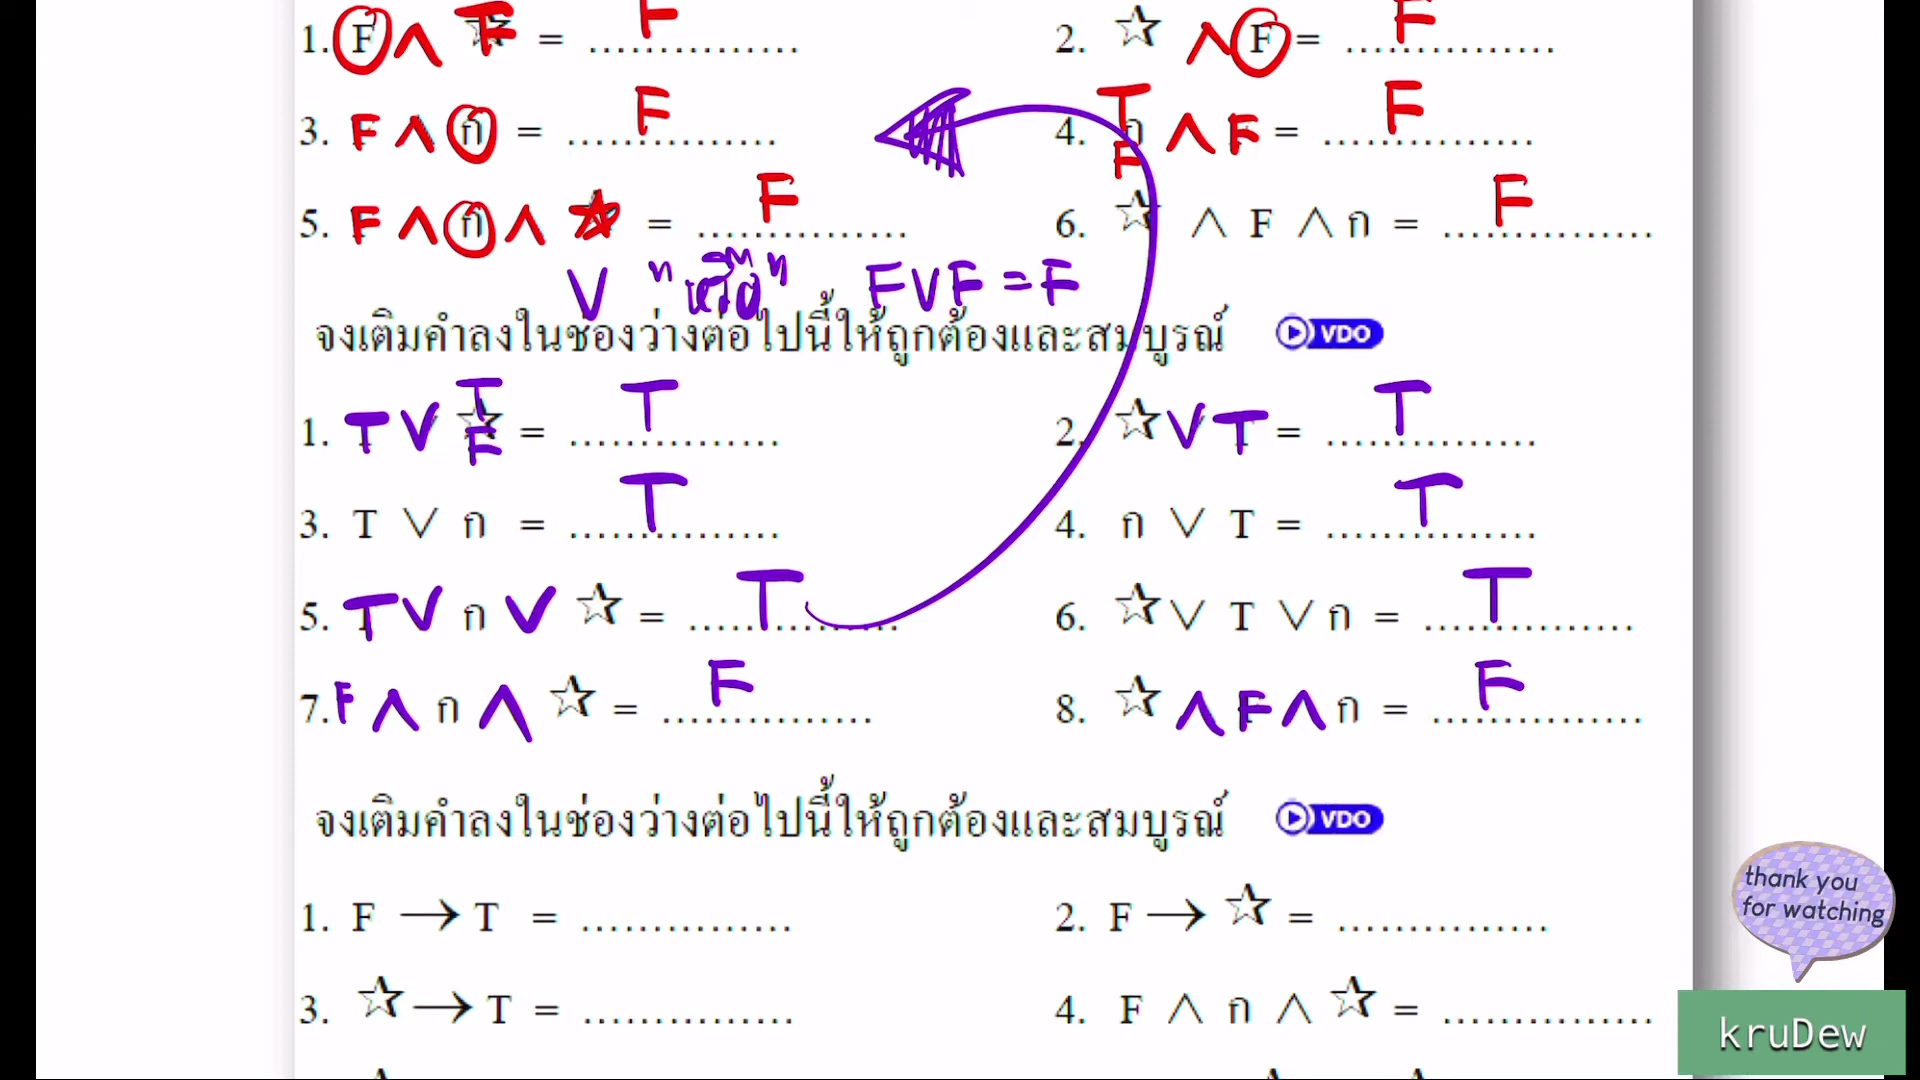 1. F ∧ F = F
2. ☆ ∧ F = F
3. F ∧ ก = F
4. T ก F ∧ F = F
5. F ∧ ก ∧ ☆ = F
6. ☆ ∧ F ∧ ก = F
V "หรือ" F V F = F
จงเติมคำลงในช่องว่างต่อไปนี้ให้ถูกต้องและสมบูรณ์ VDO
1. T V T ☆ F = T
2. ☆ V T = T
3. T ∨ ก = T
4. ก ∨ T = T
5. T V ก V ☆ = T
6. ☆ ∨ T ∨ ก = T
7. F ∧ ก ∧ ☆ = F
8. ☆ ∧ F ∧ ก = F
จงเติมคำลงในช่องว่างต่อไปนี้ให้ถูกต้องและสมบูรณ์ VDO
1. F → T = ...............
2. F → ☆ = ...............
3. ☆ → T = ...............
4. F ∧ ก ∧ ☆ = ...............
thank you
for watching
kruDew